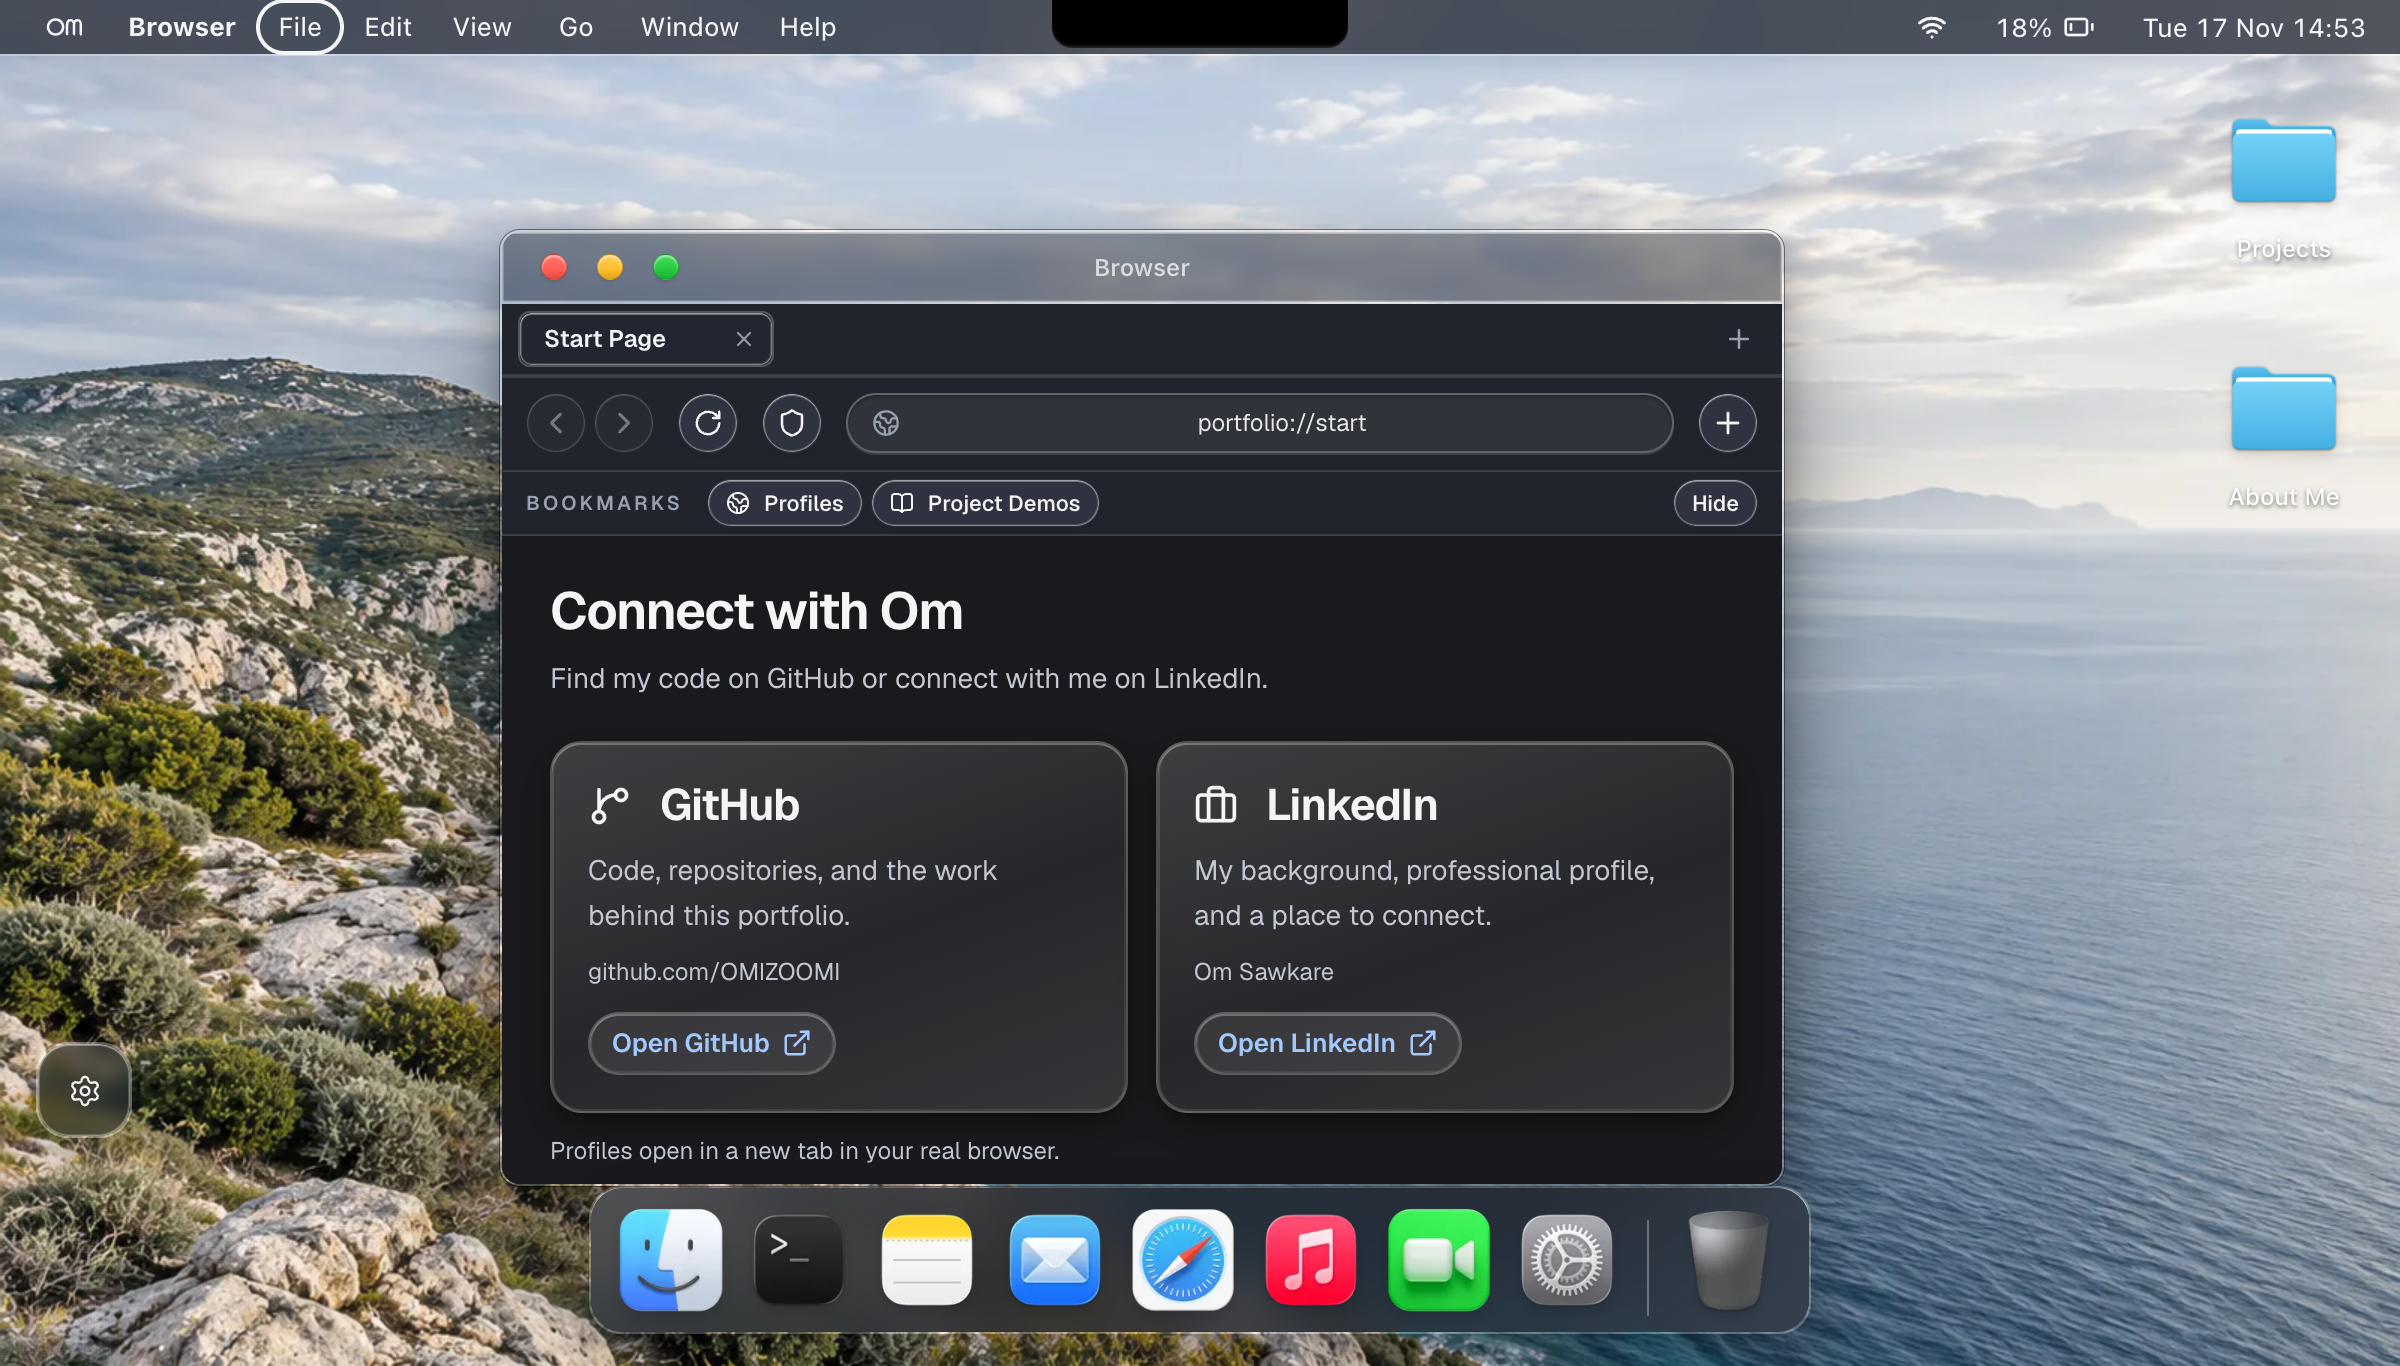 Om Browser File Edit View Go Window Help 18% Tue 17 Nov 14:53
Projects
About Me
Browser
Start Page
portfolio://start
BOOKMARKS Profiles Project Demos Hide
Connect with Om
Find my code on GitHub or connect with me on LinkedIn.
GitHub
Code, repositories, and the work
behind this portfolio.
github.com/OMIZOOMI
Open GitHub
LinkedIn
My background, professional profile,
and a place to connect.
Om Sawkare
Open LinkedIn
Profiles open in a new tab in your real browser.
>_